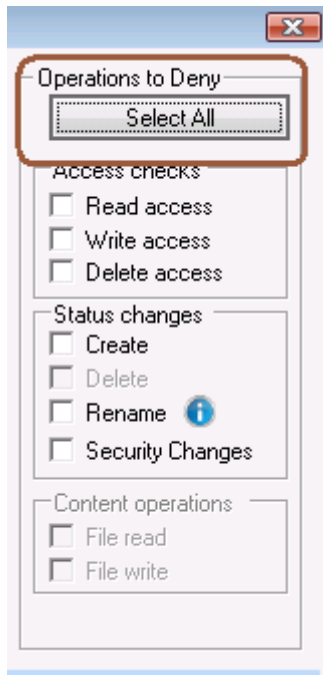 Operations to Deny
Select All
Access checks
Read access
Write access
Delete access
Status changes
Create
Delete
Rename
Security Changes
Content operations
File read
File write